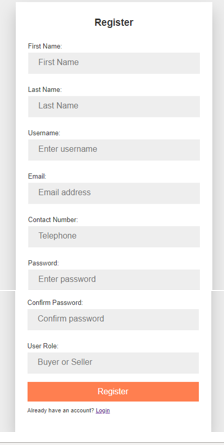 Register
First Name:
First Name
Last Name:
Last Name
Username:
Enter username
Email:
Email address
Contact Number:
Telephone
Password:
Enter password
Confirm Password:
Confirm password
User Role:
Buyer or Seller
Register
Already have an account? Login